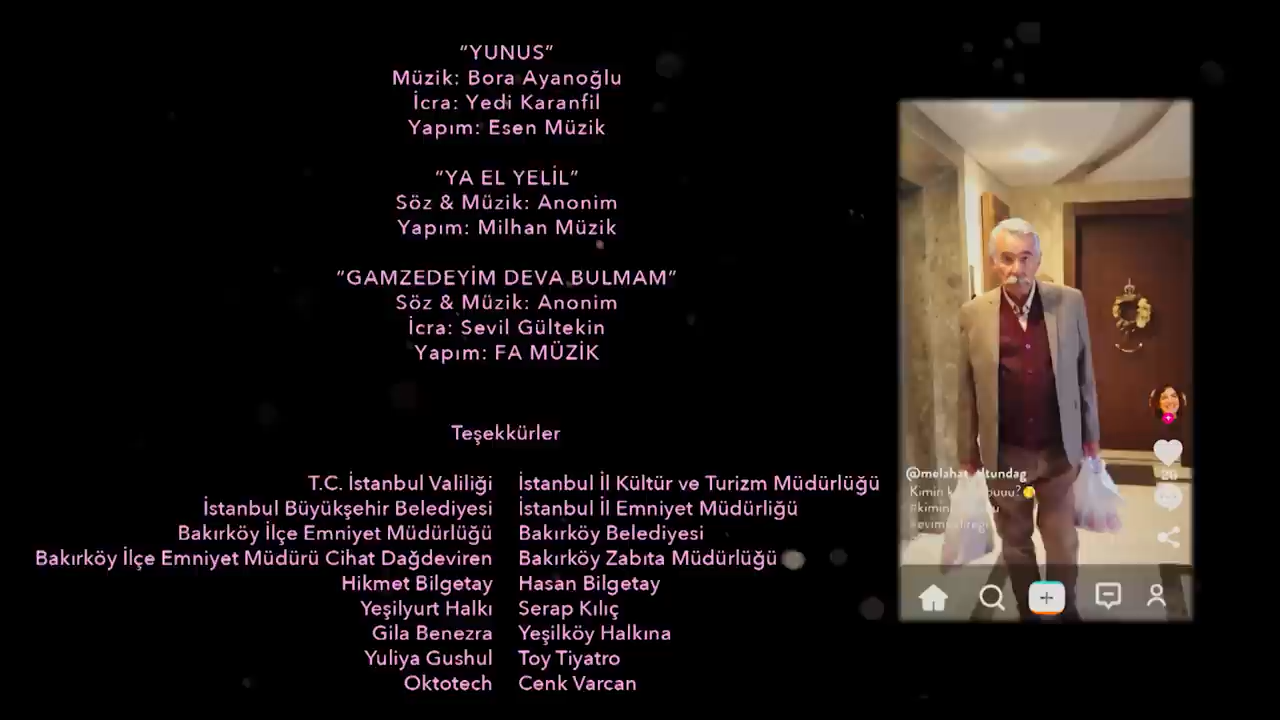 "YUNUS"
Müzik: Bora Ayanoğlu
İcra: Yedi Karanfil
Yapım: Esen Müzik
"YA EL YELİL"
Söz & Müzik: Anonim
Yapım: Milhan Müzik
"GAMZEDEYİM DEVA BULMAM"
Söz & Müzik: Anonim
İcra: Sevil Gültekin
Yapım: FA MÜZİK
Teşekkürler
T.C. İstanbul Valiliği İstanbul İl Kültür ve Turizm Müdürlüğü
İstanbul Büyükşehir Belediyesi İstanbul İl Emniyet Müdürliğü
Bakırköy İlçe Emniyet Müdürlüğü Bakırköy Belediyesi
Bakırköy İlçe Emniyet Müdürü Cihat Dağdeviren Bakırköy Zabıta Müdürlüğü
Hikmet Bilgetay Hasan Bilgetay
Yeşilyurt Halkı Serap Kılıç
Gila Benezra Yeşilköy Halkına
Yuliya Gushul Toy Tiyatro
Oktotech Cenk Varcan
Kimin